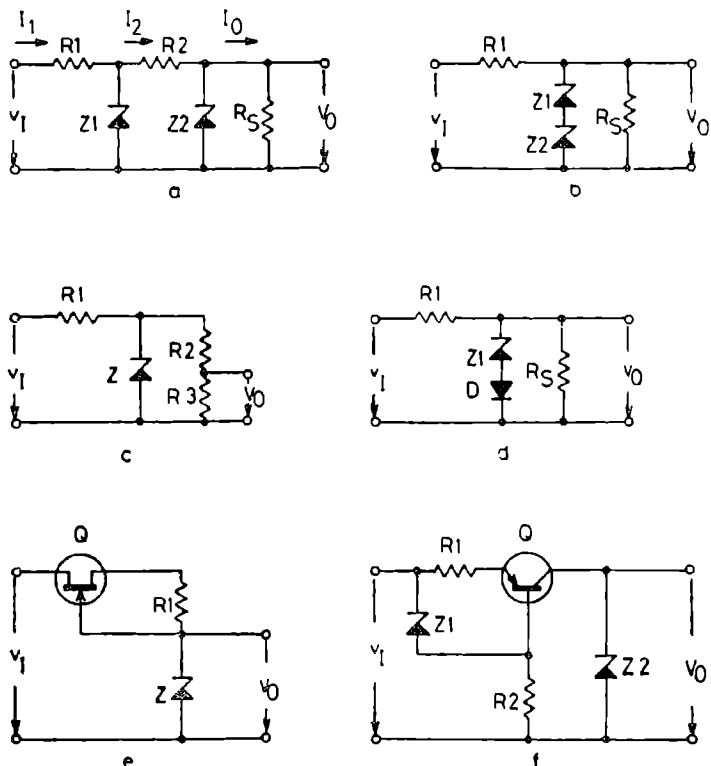 I1 I2 I0
R1 R2
vI Z1 Z2 RS VO
a
R1
vI Z1 Z2 RS vO
b
R1
vI Z R2 R3 VO
c
R1
vI Z1 D RS vO
d
Q
R1
vI Z vO
e
Q
R1
vI Z1 R2 Z2 VO
f